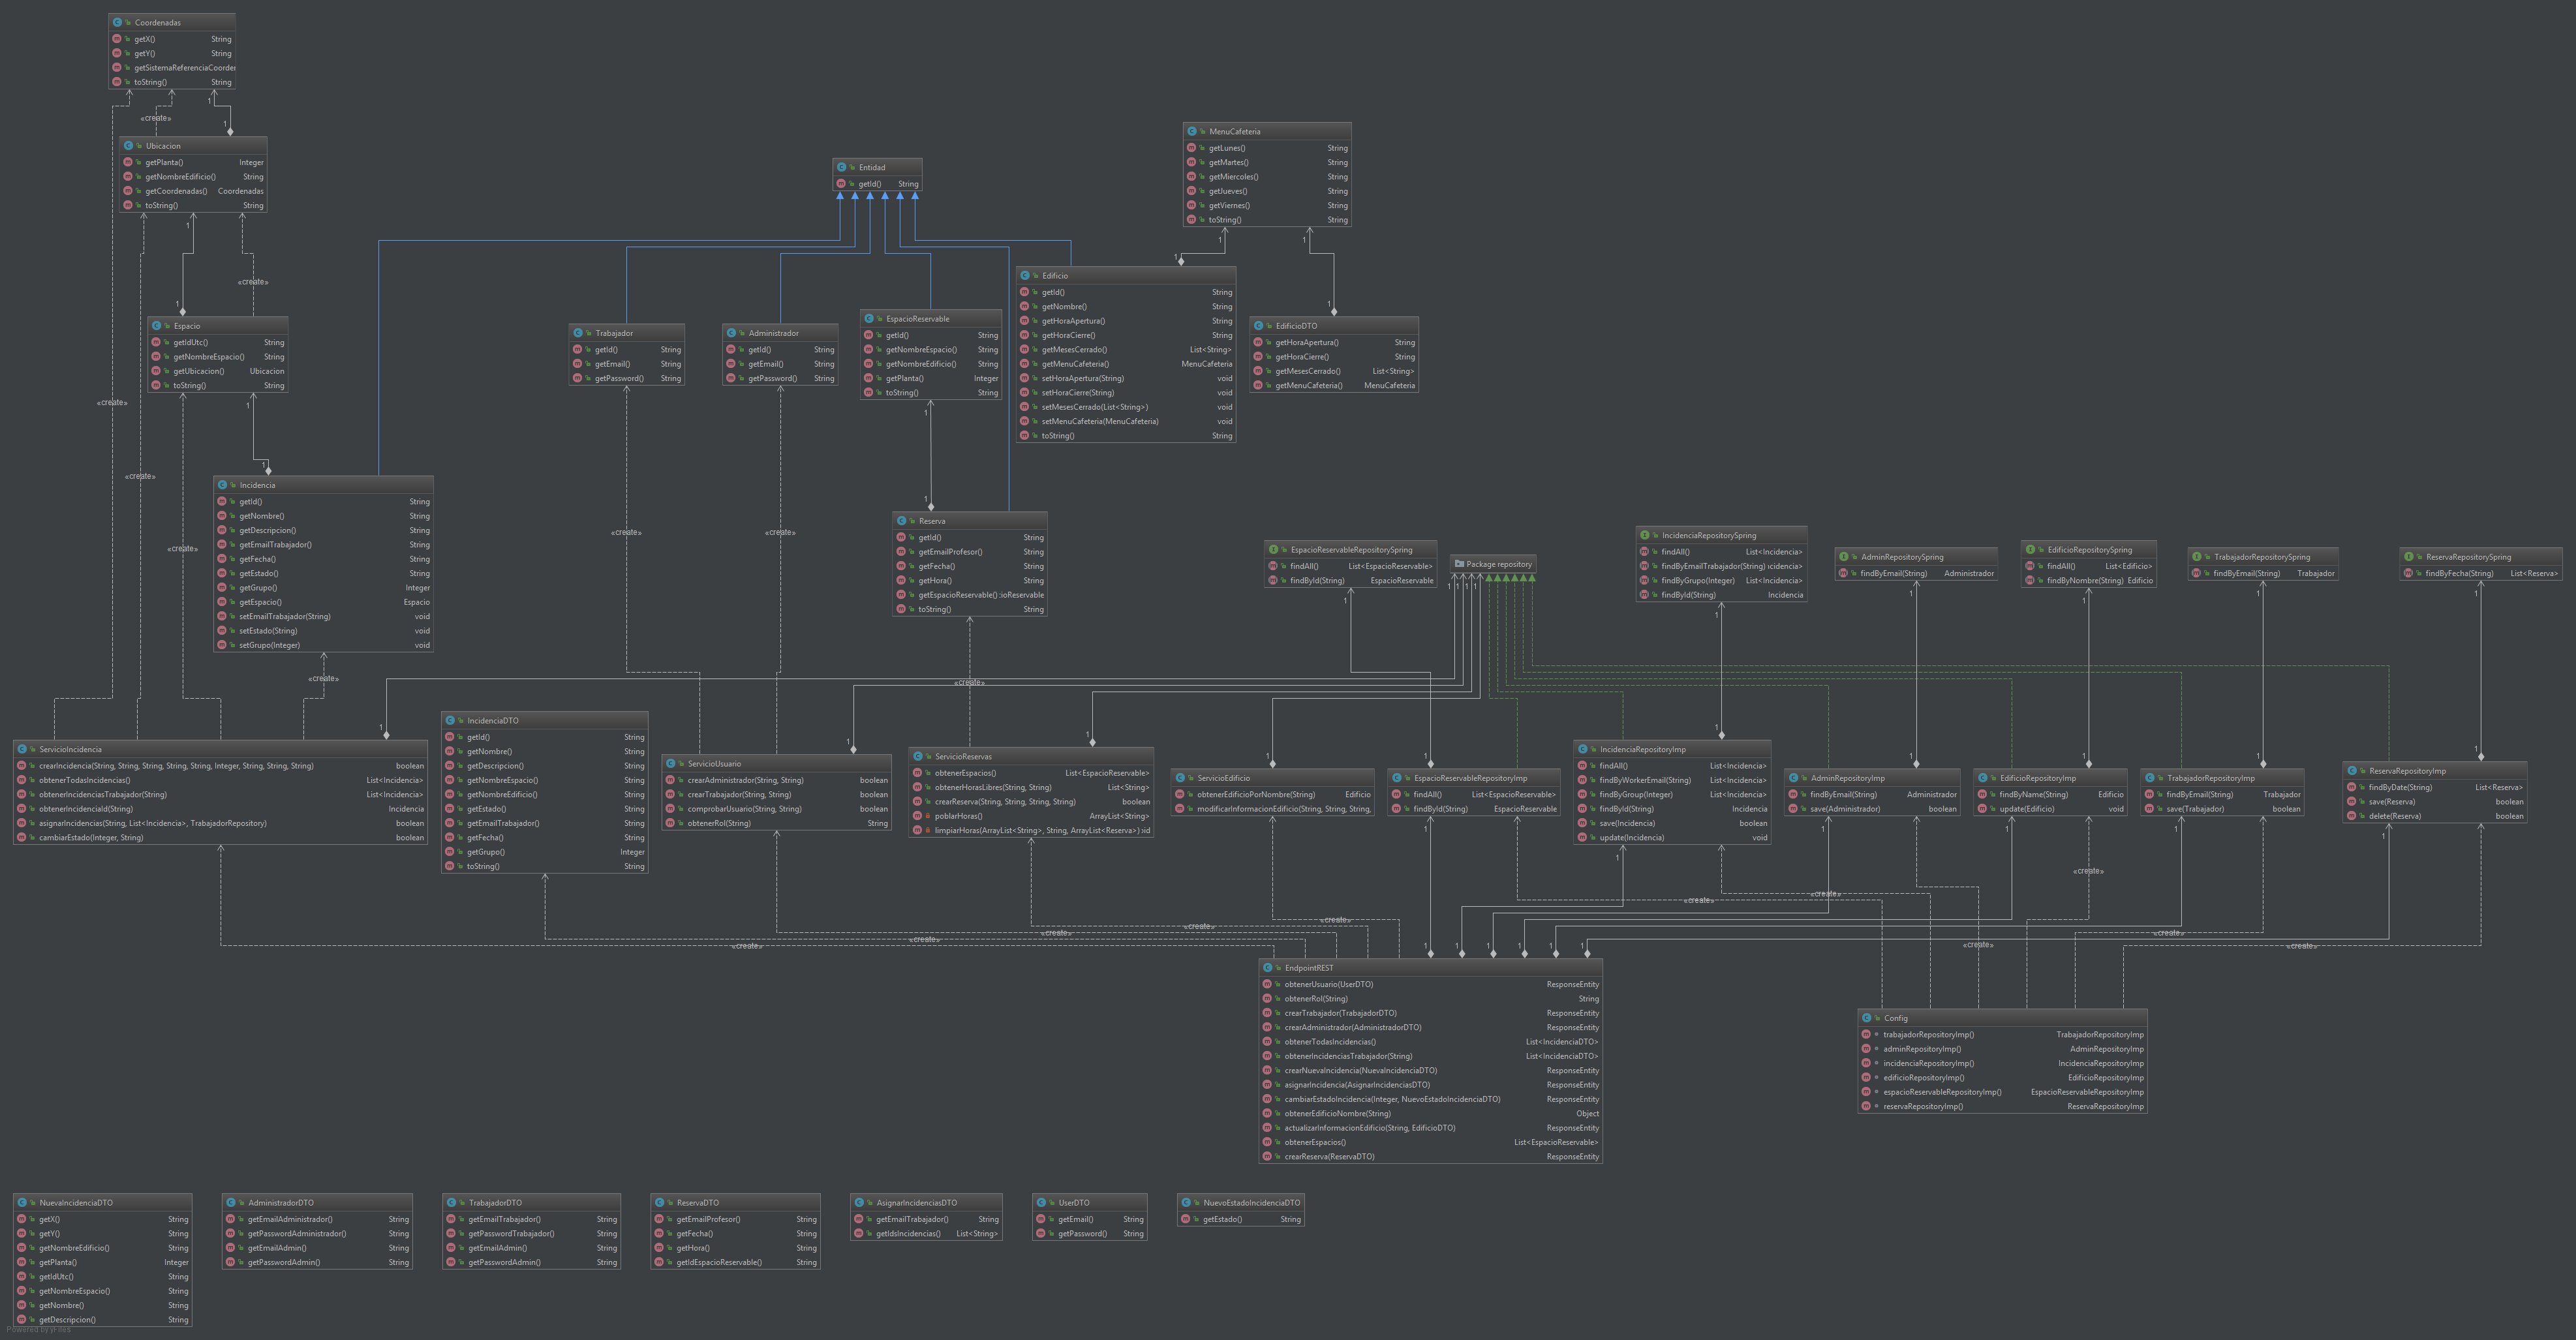 Coordenadas
getX() String
getY() String
getSistemaReferenciaCoorde
toString() String
1
«create»
1
Ubicacion
getPlanta() Integer
getNombreEdificio() String
getCoordenadas() Coordenadas
toString() String
1
«create»
1
Espacio
getIdUtc() String
getNombreEspacio() String
getUbicacion() Ubicacion
toString() String
1
«create»
«create»
«create»
1
Incidencia
getId() String
getNombre() String
getDescripcion() String
getEmailTrabajador() String
getFecha() String
getEstado() String
getGrupo() Integer
getEspacio() Espacio
setEmailTrabajador(String) void
setEstado(String) void
setGrupo(Integer) void
«create»
Entidad
getId() String
Trabajador
getId() String
getEmail() String
getPassword() String
«create»
Administrador
getId() String
getEmail() String
getPassword() String
«create»
EspacioReservable
getId() String
getNombreEspacio() String
getNombreEdificio() String
getPlanta() Integer
toString() String
1
1
Reserva
getId() String
getEmailProfesor() String
getFecha() String
getHora() String
getEspacioReservable() :ioReservable
toString() String
«create»
MenuCafeteria
getLunes() String
getMartes() String
getMiercoles() String
getJueves() String
getViernes() String
toString() String
1
1
1
1
Edificio
getId() String
getNombre() String
getHoraApertura() String
getHoraCierre() String
getMesesCerrado() List<String>
getMenuCafeteria() MenuCafeteria
setHoraApertura(String) void
setHoraCierre(String) void
setMesesCerrado(List<String>) void
setMenuCafeteria(MenuCafeteria) void
toString() String
EdificioDTO
getHoraApertura() String
getHoraCierre() String
getMesesCerrado() List<String>
getMenuCafeteria() MenuCafeteria
EspacioReservableRepositorySpring
findAll() List<EspacioReservable>
findById(String) EspacioReservable
Package repository
1 1 1 1
IncidenciaRepositorySpring
findAll() List<Incidencia>
findByEmailTrabajador(String) ıcidencia>
findByGrupo(Integer) List<Incidencia>
findById(String) Incidencia
AdminRepositorySpring
findByEmail(String) Administrador
EdificioRepositorySpring
findAll() List<Edificio>
findByNombre(String) Edificio
TrabajadorRepositorySpring
findByEmail(String) Trabajador
ReservaRepositorySpring
findByFecha(String) List<Reserva>
1 1 1 1 1 1
ServicioIncidencia
crearIncidencia(String, String, String, String, String, Integer, String, String, String) boolean
obtenerTodasIncidencias() List<Incidencia>
obtenerIncidenciasTrabajador(String) List<Incidencia>
obtenerIncidenciaId(String) Incidencia
asignarIncidencia(String, List<Incidencia>, TrabajadorRepository) boolean
cambiarEstado(Integer, String) boolean
IncidenciaDTO
getId() String
getNombre() String
getDescripcion() String
getNombreEspacio() String
getNombreEdificio() String
getEstado() String
getEmailTrabajador() String
getFecha() String
getGrupo() Integer
toString() String
ServicioUsuario
crearAdministrador(String, String) boolean
crearTrabajador(String, String) boolean
comprobarUsuario(String, String) boolean
obtenerRol(String) String
ServicioReservas
obtenerEspacios() List<EspacioReservable>
obtenerHorasLibres(String, String) List<String>
crearReserva(String, String, String, String) boolean
poblarHoras() ArrayList<String>
limpiarHoras(ArrayList<String>, String, ArrayList<Reserva>) :id
ServicioEdificio
obtenerEdificioPorNombre(String) Edificio
modificarInformacionEdificio(String, String, String,
EspacioReservableRepositoryImp
findAll() List<EspacioReservable>
findById(String) EspacioReservable
IncidenciaRepositoryImp
findAll() List<Incidencia>
findByWorkerEmail(String) List<Incidencia>
findByGroup(Integer) List<Incidencia>
findById(String) Incidencia
save(Incidencia) boolean
update(Incidencia) void
AdminRepositoryImp
findByEmail(String) Administrador
save(Administrador) boolean
EdificioRepositoryImp
findByName(String) Edificio
update(Edificio) void
TrabajadorRepositoryImp
findByEmail(String) Trabajador
save(Trabajador) boolean
ReservaRepositoryImp
findByDate(String) List<Reserva>
save(Reserva) boolean
delete(Reserva) boolean
«create» «create» «create» «create» «create»
«create» «create» «create» «create» «create»
EndpointREST
obtenerUsuario(UserDTO) ResponseEntity
obtenerRol(String) String
crearTrabajador(TrabajadorDTO) ResponseEntity
crearAdministrador(AdministradorDTO) ResponseEntity
obtenerTodasIncidencias() List<IncidenciaDTO>
obtenerIncidenciasTrabajador(String) List<IncidenciaDTO>
crearNuevaIncidencia(NuevaIncidenciaDTO) ResponseEntity
asignarIncidencia(AsignarIncidenciasDTO) ResponseEntity
cambiarEstadoIncidencia(Integer, NuevoEstadoIncidenciaDTO) ResponseEntity
obtenerEdificioNombre(String) Object
actualizarInformacionEdificio(String, EdificioDTO) ResponseEntity
obtenerEspacios() List<EspacioReservable>
crearReserva(ReservaDTO) ResponseEntity
Config
trabajadorRepositoryImp() TrabajadorRepositoryImp
adminRepositoryImp() AdminRepositoryImp
incidenciaRepositoryImp() IncidenciaRepositoryImp
edificioRepositoryImp() EdificioRepositoryImp
espacioReservableRepositoryImp() EspacioReservableRepositoryImp
reservaRepositoryImp() ReservaRepositoryImp
NuevaIncidenciaDTO
getX() String
getY() String
getNombreEdificio() String
getPlanta() Integer
getIdUtc() String
getNombreEspacio() String
getNombre() String
getDescripcion() String
AdministradorDTO
getEmailAdministrador() String
getPasswordAdministrador() String
getEmailAdmin() String
getPasswordAdmin() String
TrabajadorDTO
getEmailTrabajador() String
getPasswordTrabajador() String
getEmailAdmin() String
getPasswordAdmin() String
ReservaDTO
getEmailProfesor() String
getFecha() String
getHora() String
getIdEspacioReservable() String
AsignarIncidenciasDTO
getEmailTrabajador() String
getIdsIncidencias() List<String>
UserDTO
getEmail() String
getPassword() String
NuevoEstadoIncidenciaDTO
getEstado() String
Powered by yFiles